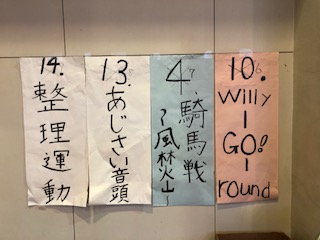 14.
整理運動
13.
あじさい音頭
4.
騎馬戦
〜風林火山〜
10.
Willy
GO!
round